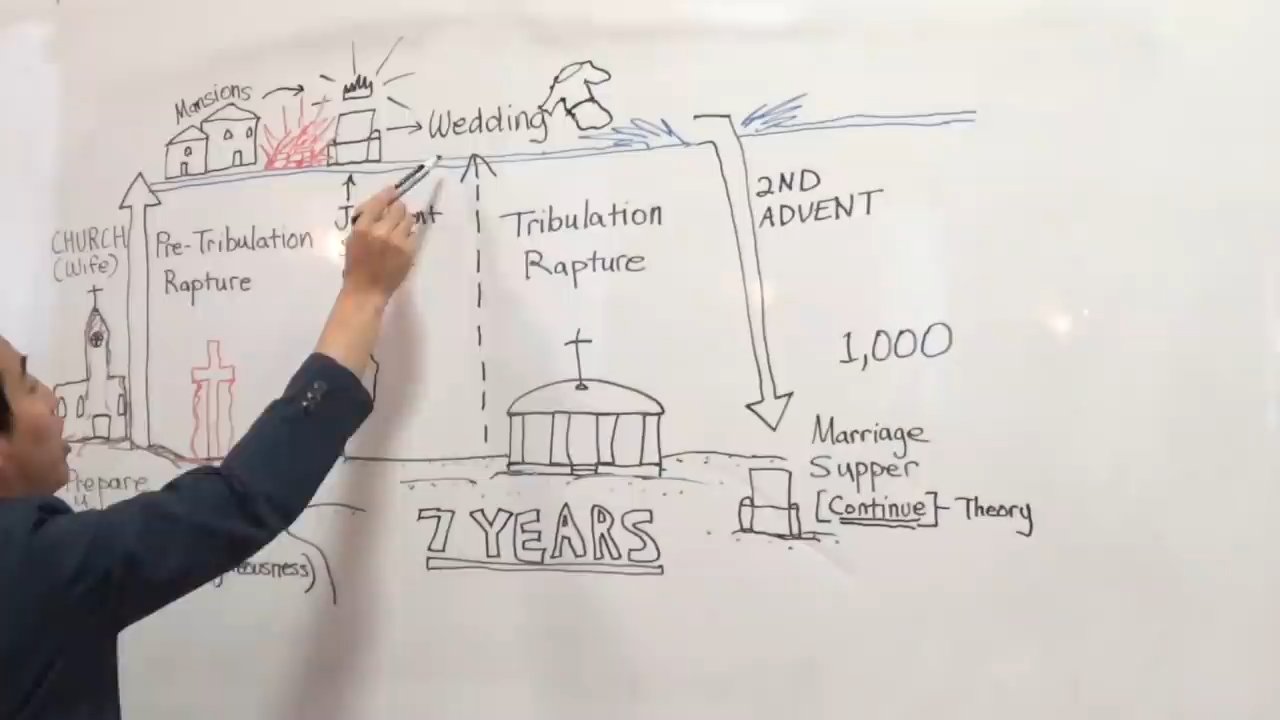 Mansions
Wedding
CHURCH
(Wife)
Pre-Tribulation
Rapture
Tribulation
Rapture
2ND
ADVENT
1,000
Prepare
7 YEARS
Marriage
Supper
[Continue] - Theory